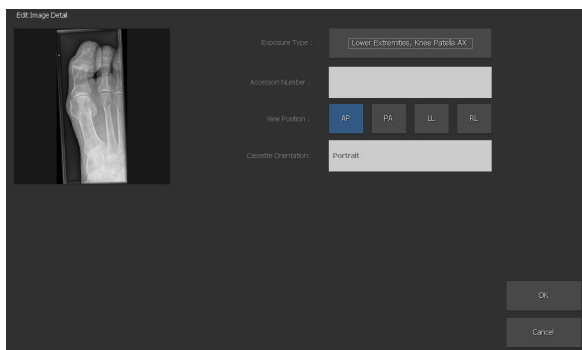 Edit Image Detail
Exposure Type :
Lower Extremities, Knee Patella AX
Accession Number :
View Position :
AP
PA
LL
RL
Cassette Orientation:
Portrait
OK
Cancel